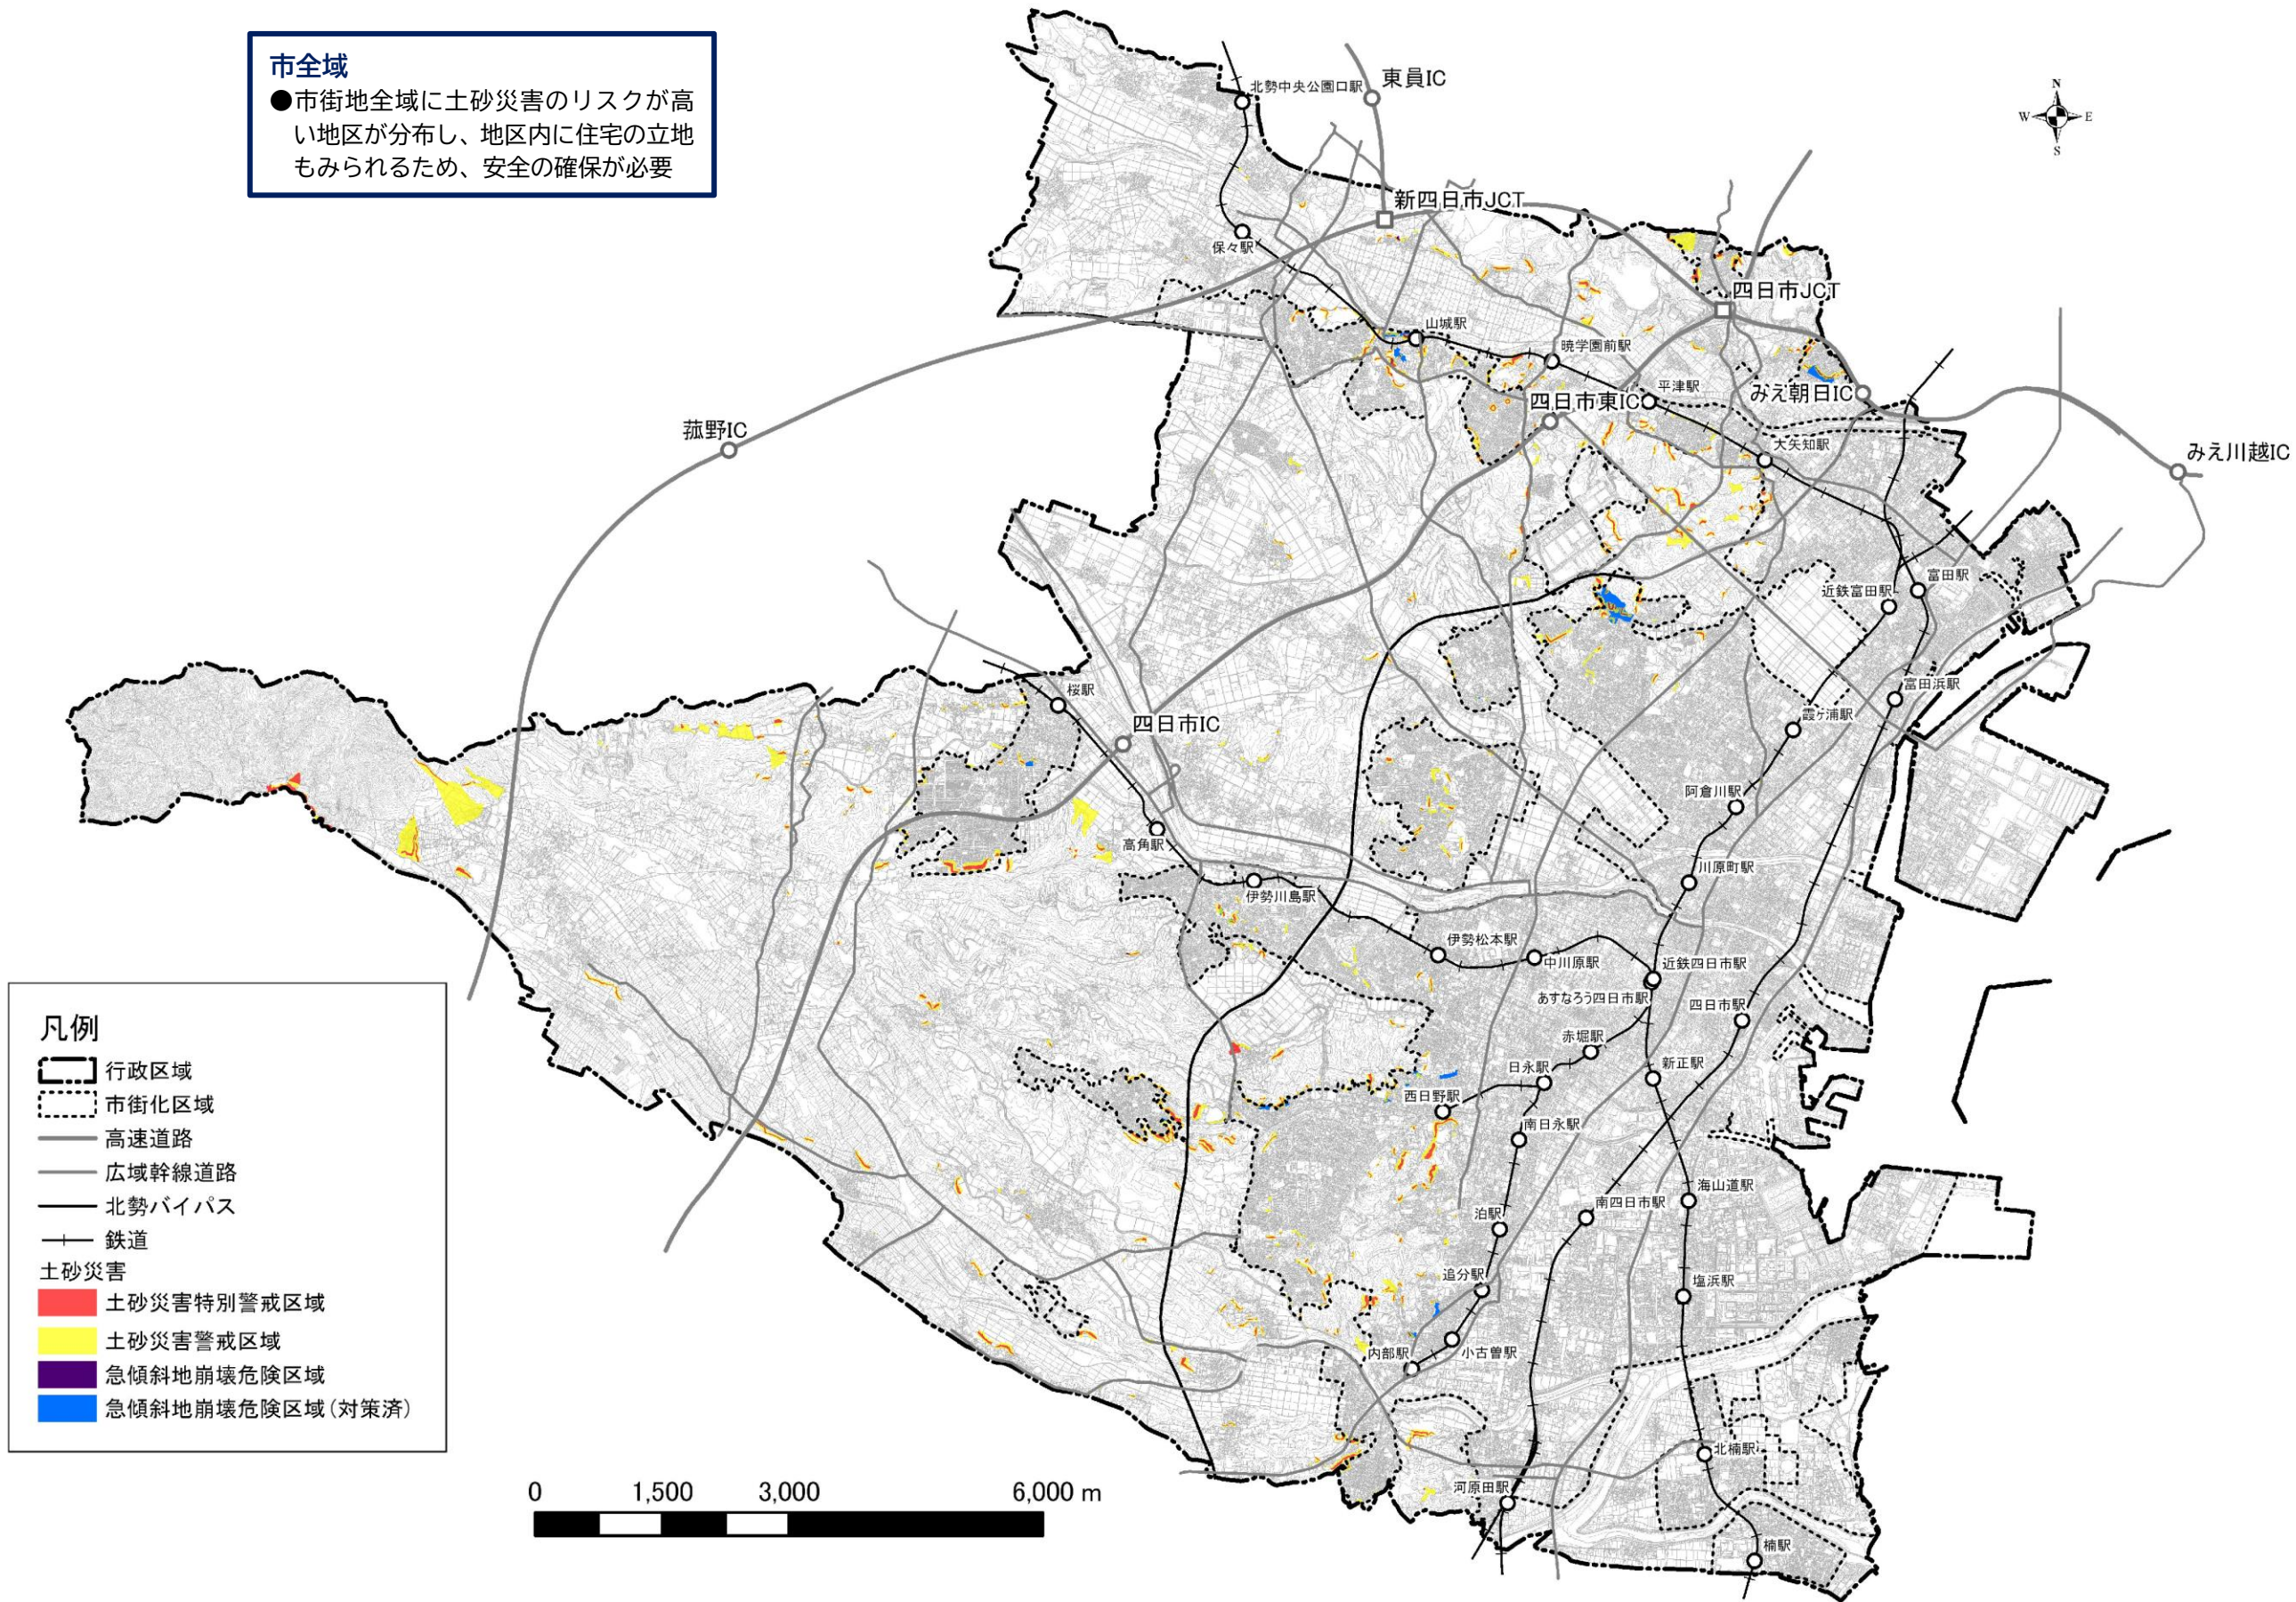 市全域
●市街地全域に土砂災害のリスクが高
い地区が分布し、地区内に住宅の立地
もみられるため、安全の確保が必要
北勢中央公園口駅
東員IC
N
W
E
S
新四日市JCT
保々駅
四日市JCT
山城駅
暁学園前駅
平津駅
みえ朝日IC
四日市東IC
菰野IC
大矢知駅
みえ川越IC
富田駅
近鉄富田駅
桜駅
富田浜駅
四日市IC
霞ヶ浦駅
阿倉川駅
高角駅
川原町駅
伊勢川島駅
伊勢松本駅
中川原駅
近鉄四日市駅
あすなろう四日市駅
四日市駅
赤堀駅
日永駅
新正駅
西日野駅
南日永駅
海山道駅
泊駅
南四日市駅
追分駅
塩浜駅
内部駅
小古曽駅
北楠駅
河原田駅
楠駅
凡例
行政区域
市街化区域
高速道路
広域幹線道路
北勢バイパス
鉄道
土砂災害
土砂災害特別警戒区域
土砂災害警戒区域
急傾斜地崩壊危険区域
急傾斜地崩壊危険区域(対策済)
0 1,500 3,000 6,000 m